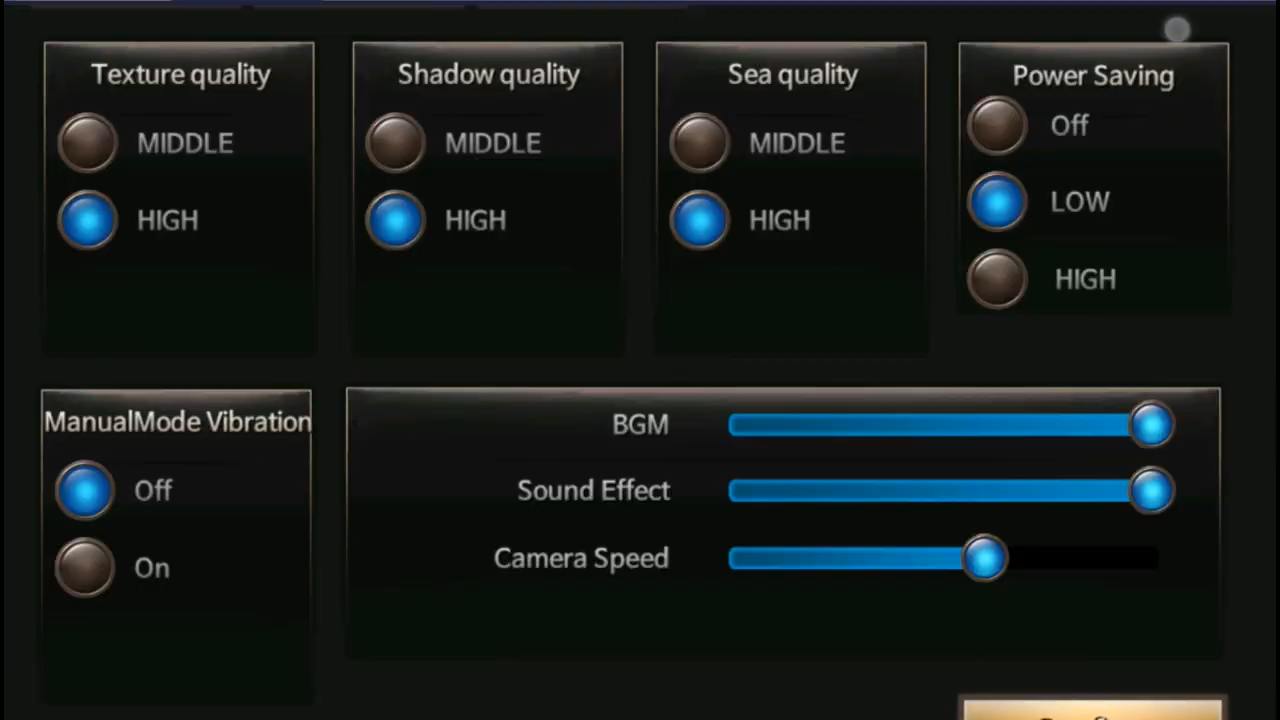 Texture quality
MIDDLE
HIGH
Shadow quality
MIDDLE
HIGH
Sea quality
MIDDLE
HIGH
Power Saving
Off
LOW
HIGH
ManualMode Vibration
Off
On
BGM
Sound Effect
Camera Speed